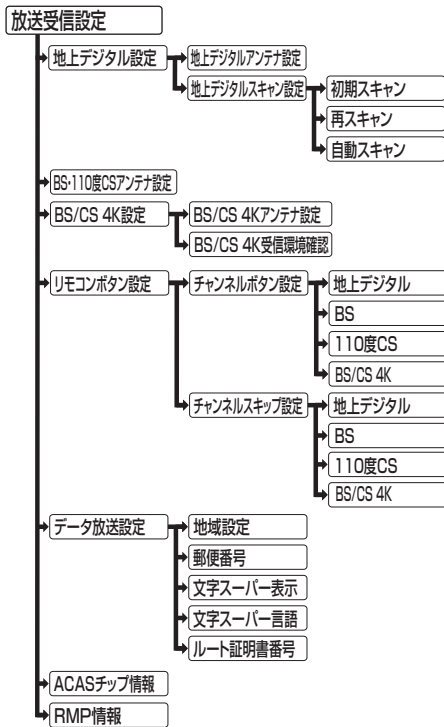 放送受信設定
地上デジタル設定
地上デジタルアンテナ設定
地上デジタルスキャン設定
初期スキャン
再スキャン
自動スキャン
BS・110度CSアンテナ設定
BS/CS 4K設定
BS/CS 4Kアンテナ設定
BS/CS 4K受信環境確認
リモコンボタン設定
チャンネルボタン設定
地上デジタル
BS
110度CS
BS/CS 4K
チャンネルスキップ設定
地上デジタル
BS
110度CS
BS/CS 4K
データ放送設定
地域設定
郵便番号
文字スーパー表示
文字スーパー言語
ルート証明書番号
ACASチップ情報
RMP情報